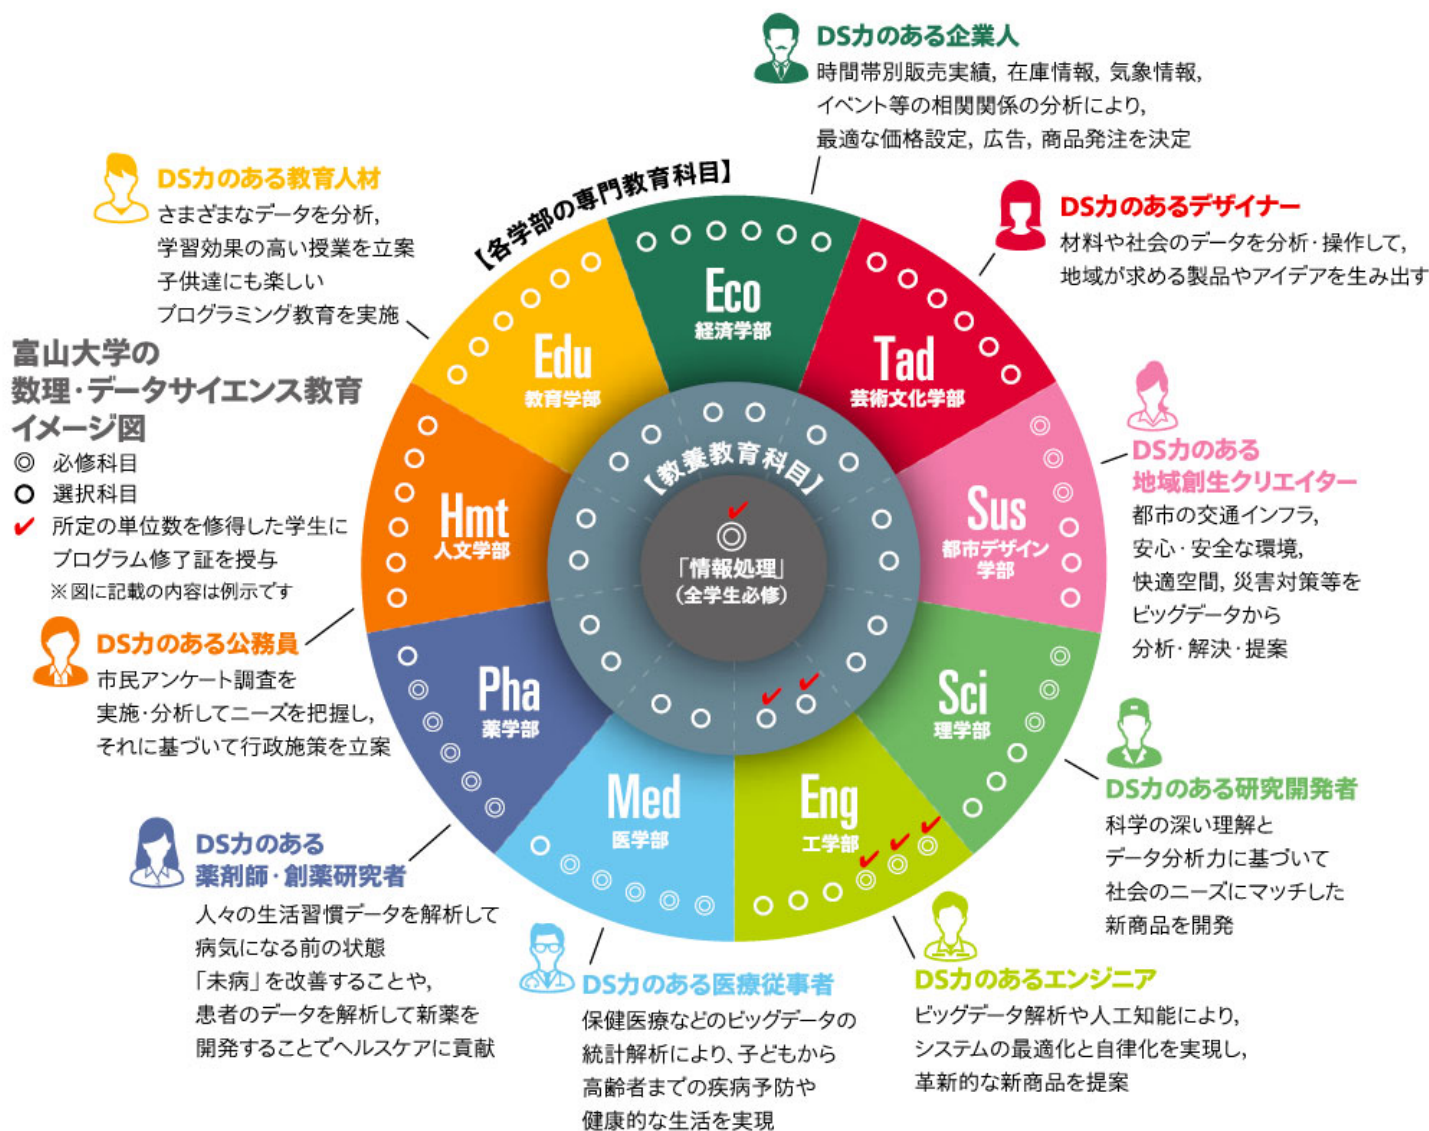 DS力のある企業人
時間帯別販売実績, 在庫情報, 気象情報,
イベント等の相関関係の分析により,
最適な価格設定, 広告, 商品発注を決定
DS力のある教育人材
さまざまなデータを分析,
学習効果の高い授業を立案
子供達にも楽しい
プログラミング教育を実施
【各学部の専門教育科目】
DS力のあるデザイナー
材料や社会のデータを分析・操作して,
地域が求める製品やアイデアを生み出す
富山大学の
数理・データサイエンス教育
イメージ図
◎ 必修科目
○ 選択科目
✔ 所定の単位数を修得した学生に
プログラム修了証を授与
※図に記載の内容は例示です
Eco
経済学部
Edu
教育学部
Tad
芸術文化学部
Hmt
人文学部
Sus
都市デザイン
学部
Pha
薬学部
Sci
理学部
Med
医学部
Eng
工学部
【教養教育科目】
「情報処理」
(全学生必修)
DS力のある
地域創生クリエイター
都市の交通インフラ,
安心・安全な環境,
快適空間, 災害対策等を
ビッグデータから
分析・解決・提案
DS力のある公務員
市民アンケート調査を
実施・分析してニーズを把握し,
それに基づいて行政施策を立案
DS力のある研究開発者
科学の深い理解と
データ分析力に基づいて
社会のニーズにマッチした
新商品を開発
DS力のある
薬剤師・創薬研究者
人々の生活習慣データを解析して
病気になる前の状態
「未病」を改善することや,
患者のデータを解析して新薬を
開発することでヘルスケアに貢献
DS力のある医療従事者
保健医療などのビッグデータの
統計解析により、子どもから
高齢者までの疾病予防や
健康的な生活を実現
DS力のあるエンジニア
ビッグデータ解析や人工知能により,
システムの最適化と自律化を実現し,
革新的な新商品を提案